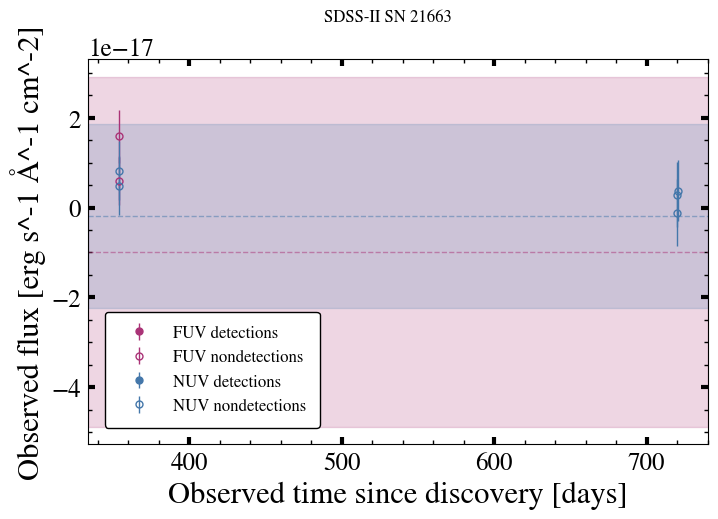 SDSS-II SN 21663
1e−17
Observed flux [erg s^-1 Å^-1 cm^-2]
2
0
−2
−4
FUV detections
FUV nondetections
NUV detections
NUV nondetections
400 500 600 700
Observed time since discovery [days]